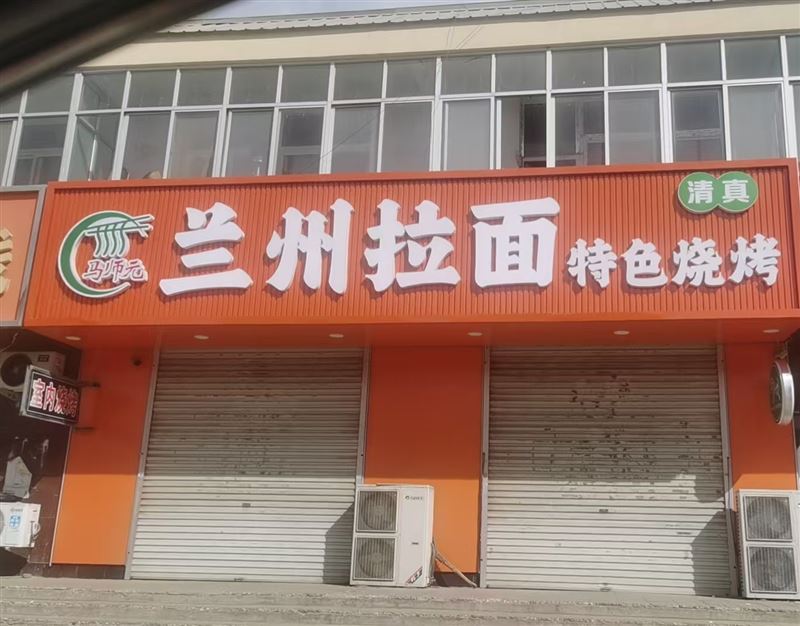 清真
马师元
兰州拉面
特色烧烤
室内烧烤